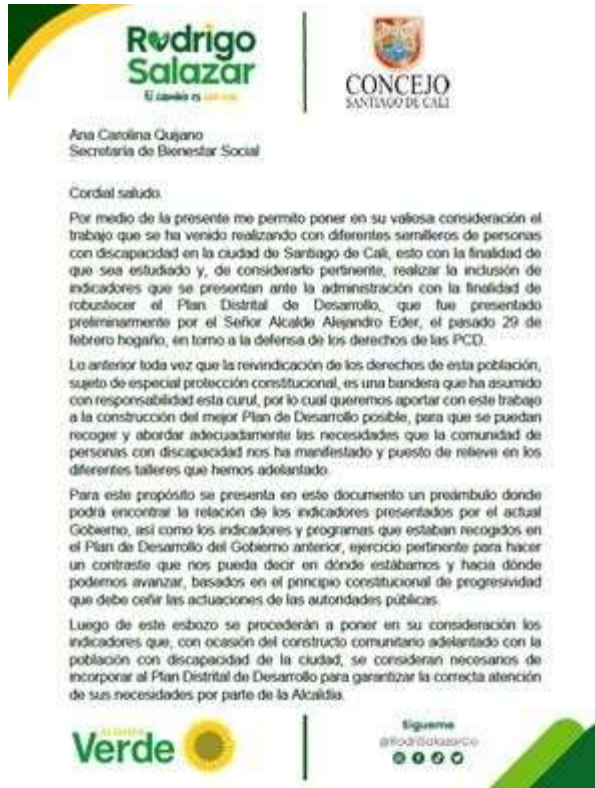 Rodrigo
Salazar
El cambio es
CONCEJO
SANTIAGO DE CALI
Ana Carolina Quijano
Secretaria de Bienestar Social
Cordial saludo.
Por medio de la presente me permito poner en su valiosa consideración el
trabajo que se ha venido realizando con diferentes semilleros de personas
con discapacidad en la ciudad de Santiago de Cali, esto con la finalidad de
que sea estudiado y, de considerarlo pertinente, realizar la inclusión de
indicadores que se presentan ante la administración con la finalidad de
robustecer el Plan Distrital de Desarrollo, que fue presentado
preliminarmente por el Señor Alcalde Alejandro Eder, el pasado 29 de
febrero hogaño, en torno a la defensa de los derechos de las PCD.
Lo anterior toda vez que la reivindicación de los derechos de esta población,
sujeto de especial protección constitucional, es una bandera que ha asumido
con responsabilidad esta curul, por lo cual queremos aportar con este trabajo
a la construcción del mejor Plan de Desarrollo posible, para que se puedan
recoger y abordar adecuadamente las necesidades que la comunidad de
personas con discapacidad nos ha manifestado y puesto de relieve en los
diferentes talleres que hemos adelantado.
Para este propósito se presenta en este documento un preámbulo donde
podrá encontrar la relación de los indicadores presentados por el actual
Gobierno, así como los indicadores y programas que estaban recogidos en
el Plan de Desarrollo del Gobierno anterior, ejercicio pertinente para hacer
un contraste que nos pueda decir en dónde estábamos y hacia dónde
podemos avanzar, basados en el principio constitucional de progresividad
que debe ceñir las actuaciones de las autoridades públicas.
Luego de este esbozo se procederán a poner en su consideración los
indicadores que, con ocasión del constructo comunitario adelantado con la
población con discapacidad de la ciudad, se consideran necesarios de
incorporar al Plan Distrital de Desarrollo para garantizar la correcta atención
de sus necesidades por parte de la Alcaldía.
ALIANZA
Verde
Sígueme
@RodriSalazarCo